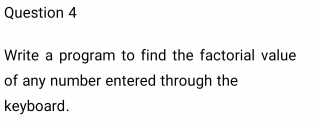 Question 4
Write a program to find the factorial value
of any number entered through the
keyboard.